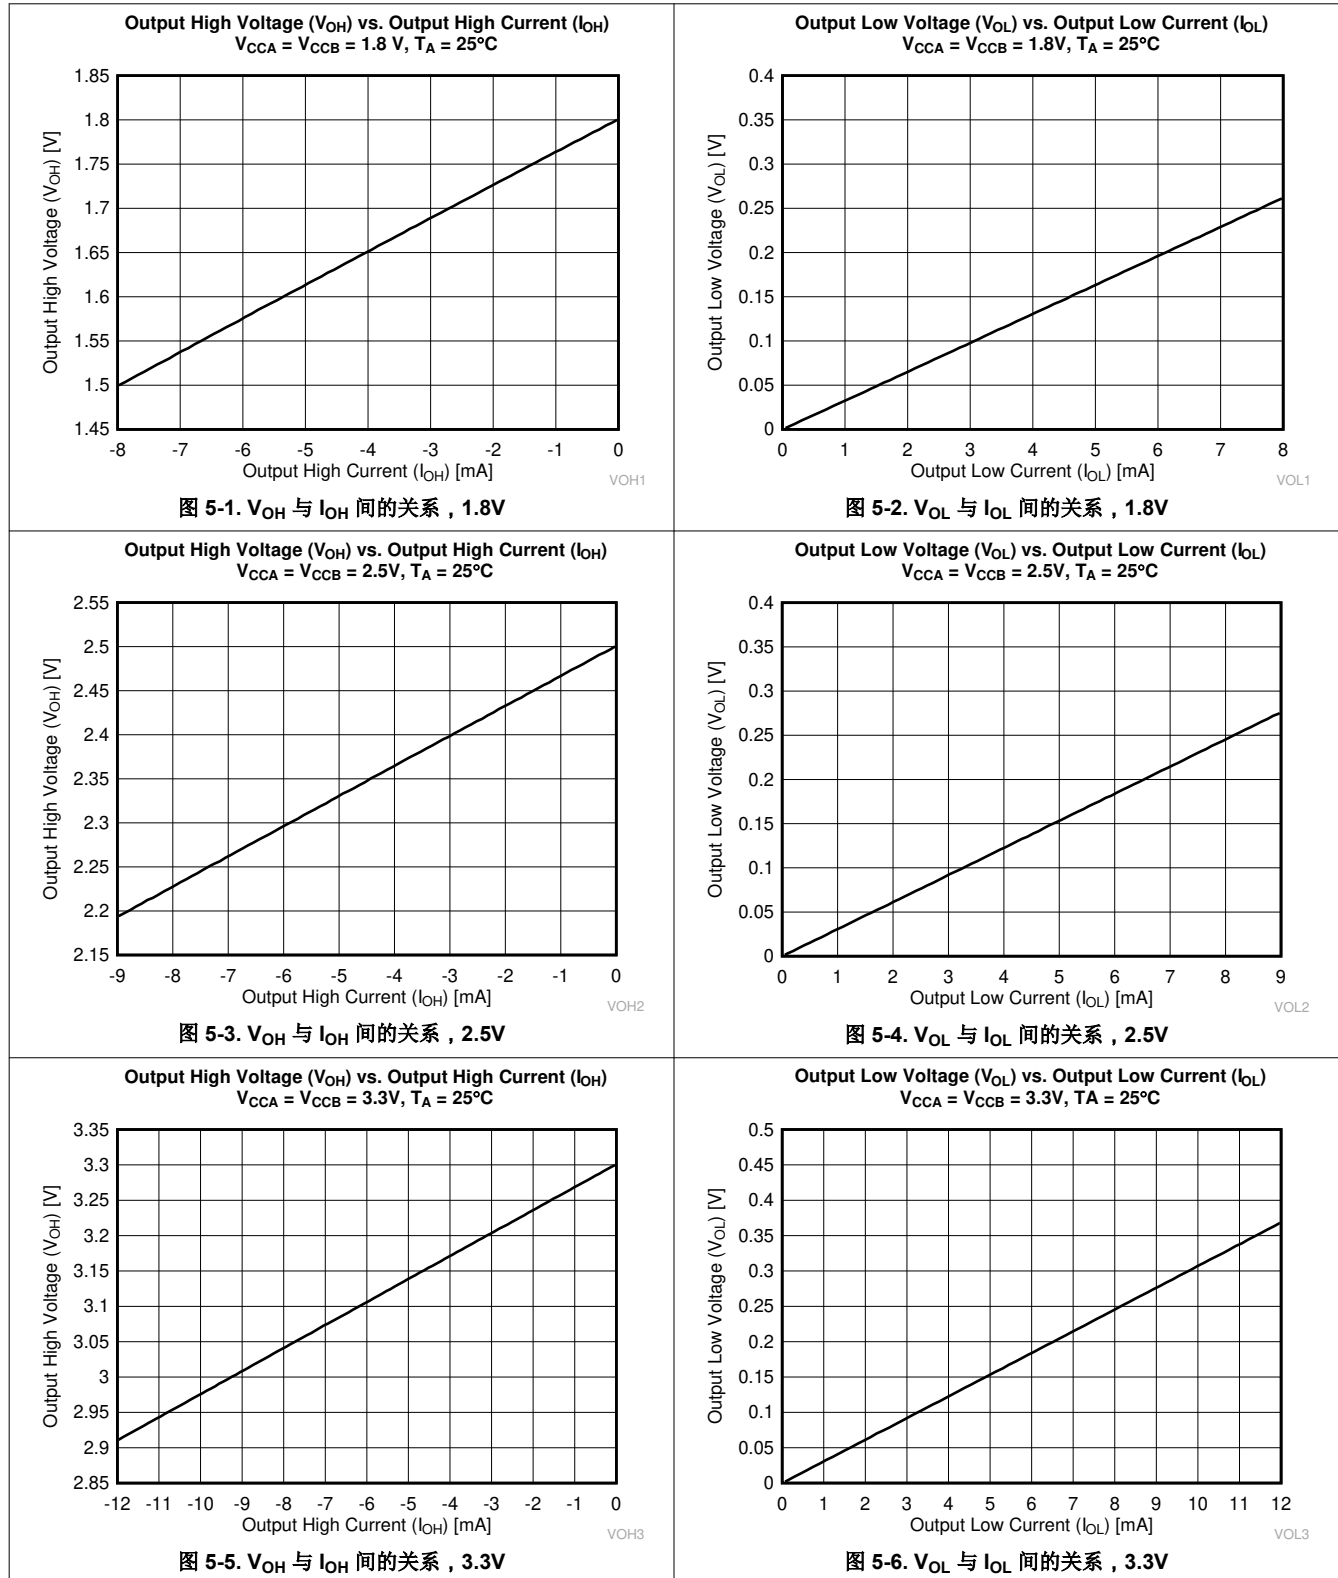 Output High Voltage (VOH) vs. Output High Current (IOH)
VCCA = VCCB = 1.8 V, TA = 25°C
1.85
1.8
1.75
1.7
1.65
1.6
1.55
1.5
1.45
Output High Voltage (VOH) [V]
-8 -7 -6 -5 -4 -3 -2 -1 0
Output High Current (IOH) [mA]
VOH1
图 5-1. VOH 与 IOH 间的关系，1.8V
Output Low Voltage (VOL) vs. Output Low Current (IOL)
VCCA = VCCB = 1.8V, TA = 25°C
0.4
0.35
0.3
0.25
0.2
0.15
0.1
0.05
0
Output Low Voltage (VOL) [V]
0 1 2 3 4 5 6 7 8
Output Low Current (IOL) [mA]
VOL1
图 5-2. VOL 与 IOL 间的关系，1.8V
Output High Voltage (VOH) vs. Output High Current (IOH)
VCCA = VCCB = 2.5V, TA = 25°C
2.55
2.5
2.45
2.4
2.35
2.3
2.25
2.2
2.15
Output High Voltage (VOH) [V]
-9 -8 -7 -6 -5 -4 -3 -2 -1 0
Output High Current (IOH) [mA]
VOH2
图 5-3. VOH 与 IOH 间的关系，2.5V
Output Low Voltage (VOL) vs. Output Low Current (IOL)
VCCA = VCCB = 2.5V, TA = 25°C
0.4
0.35
0.3
0.25
0.2
0.15
0.1
0.05
0
Output Low Voltage (VOL) [V]
0 1 2 3 4 5 6 7 8 9
Output Low Current (IOL) [mA]
VOL2
图 5-4. VOL 与 IOL 间的关系，2.5V
Output High Voltage (VOH) vs. Output High Current (IOH)
VCCA = VCCB = 3.3V, TA = 25°C
3.35
3.3
3.25
3.2
3.15
3.1
3.05
3
2.95
2.9
2.85
Output High Voltage (VOH) [V]
-12 -11 -10 -9 -8 -7 -6 -5 -4 -3 -2 -1 0
Output High Current (IOH) [mA]
VOH3
图 5-5. VOH 与 IOH 间的关系，3.3V
Output Low Voltage (VOL) vs. Output Low Current (IOL)
VCCA = VCCB = 3.3V, TA = 25°C
0.5
0.45
0.4
0.35
0.3
0.25
0.2
0.15
0.1
0.05
0
Output Low Voltage (VOL) [V]
0 1 2 3 4 5 6 7 8 9 10 11 12
Output Low Current (IOL) [mA]
VOL3
图 5-6. VOL 与 IOL 间的关系，3.3V